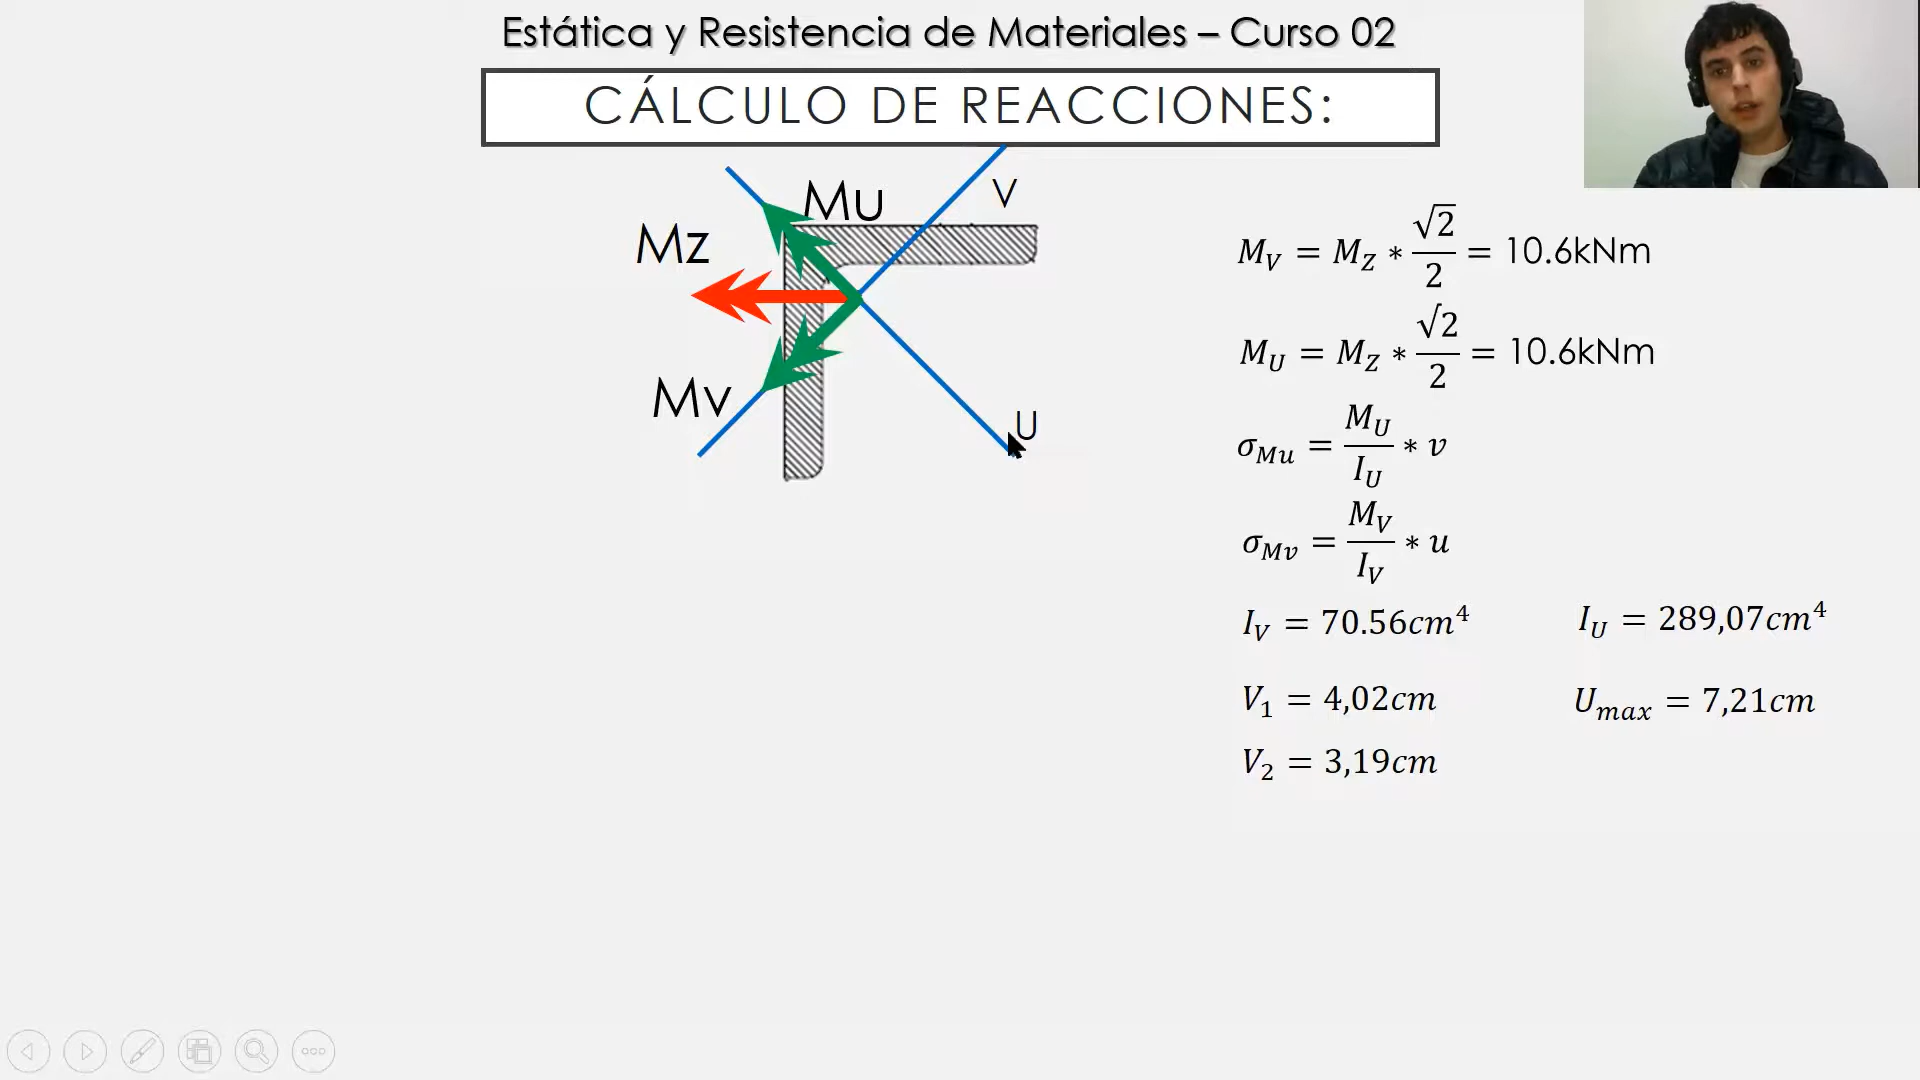 Estática y Resistencia de Materiales – Curso 02
CÁLCULO DE REACCIONES:
Mu
V
Mz
Mv
U
M_V = M_Z * √2/2 = 10.6kNm
M_U = M_Z * √2/2 = 10.6kNm
σ_Mu = M_U/I_U * v
σ_Mv = M_V/I_V * u
I_V = 70.56cm⁴
I_U = 289,07cm⁴
V₁ = 4,02cm
U_max = 7,21cm
V₂ = 3,19cm